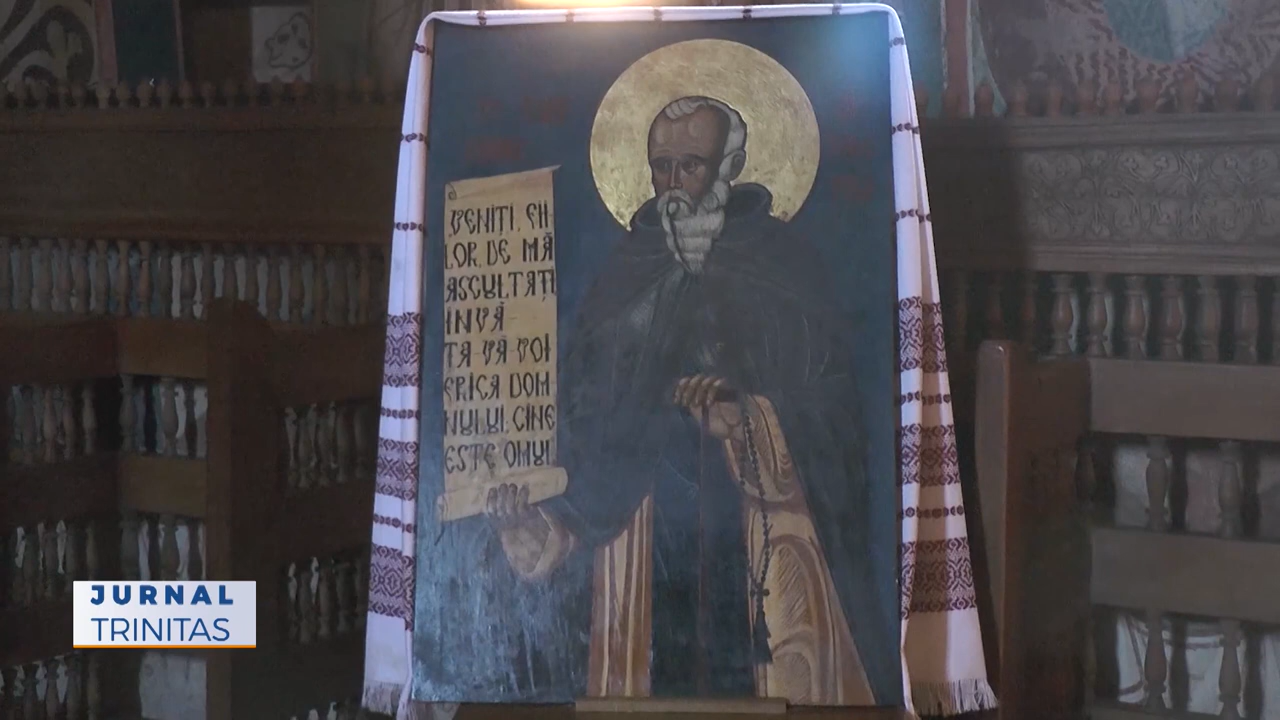 VENIȚI, FII
LOR, DE MĂ
ASCULTAȚI
ÎNVĂ
ȚA VĂ VOI
FRICA DOM
NULUI, CINE
ESTE OMUL
JURNAL
TRINITAS